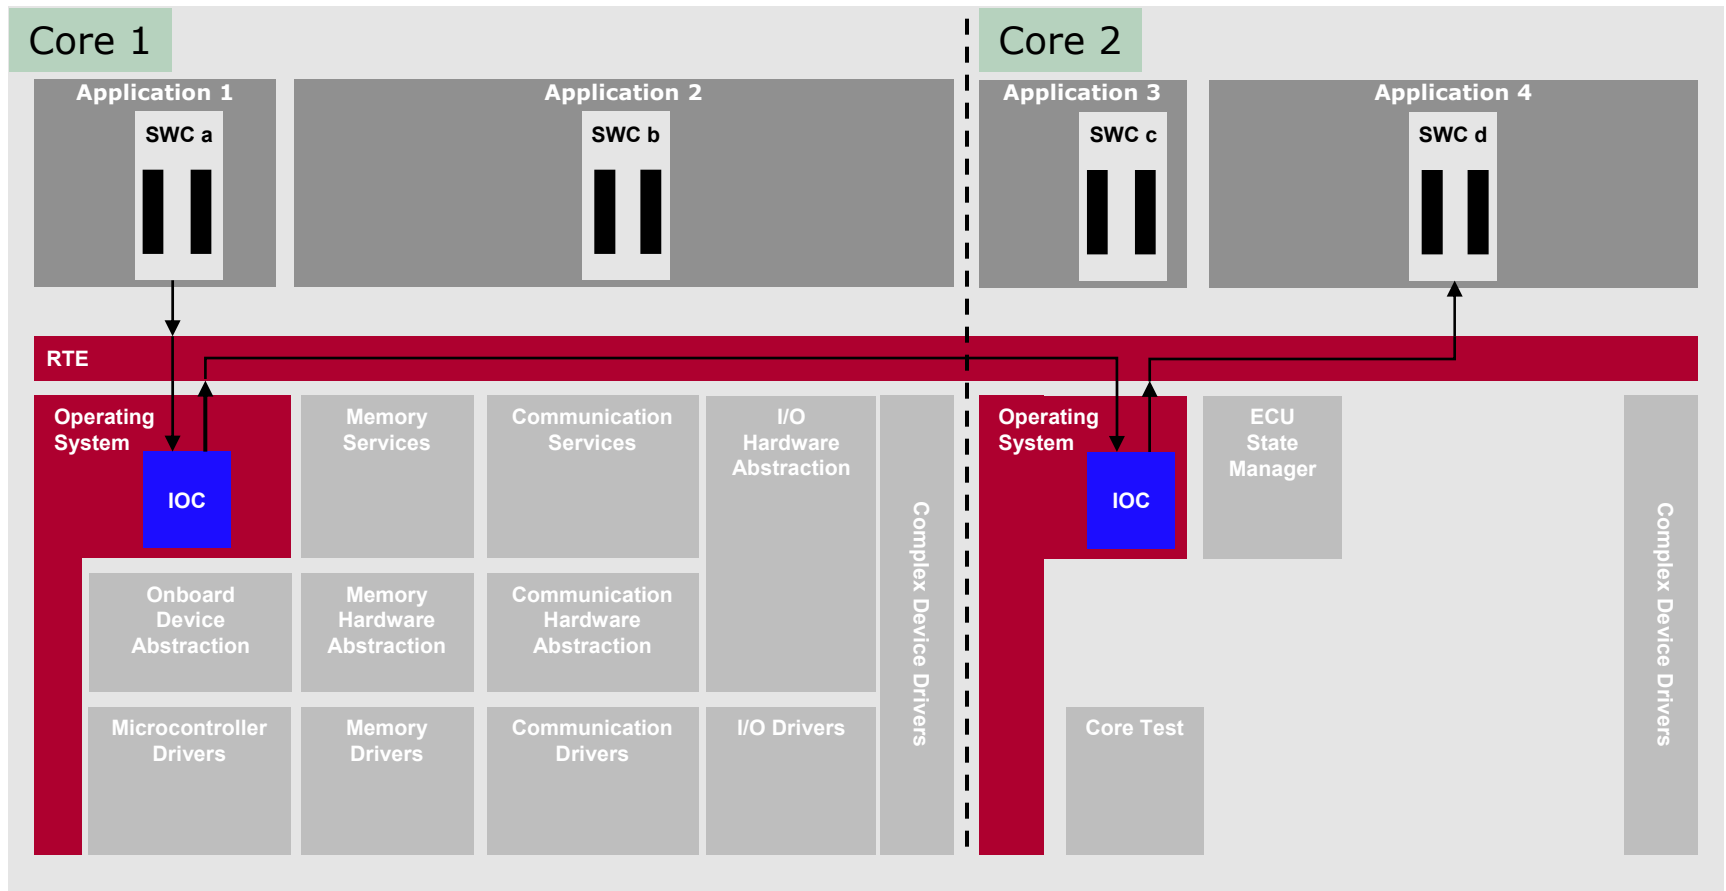 Core 1
Core 2
Application 1
Application 2
Application 3
Application 4
SWC a
SWC b
SWC c
SWC d
RTE
Operating
System
IOC
Memory
Services
Communication
Services
I/O
Hardware
Abstraction
Complex Device Drivers
Operating
System
IOC
ECU
State
Manager
Complex Device Drivers
Onboard
Device
Abstraction
Memory
Hardware
Abstraction
Communication
Hardware
Abstraction
Microcontroller
Drivers
Memory
Drivers
Communication
Drivers
I/O Drivers
Core Test